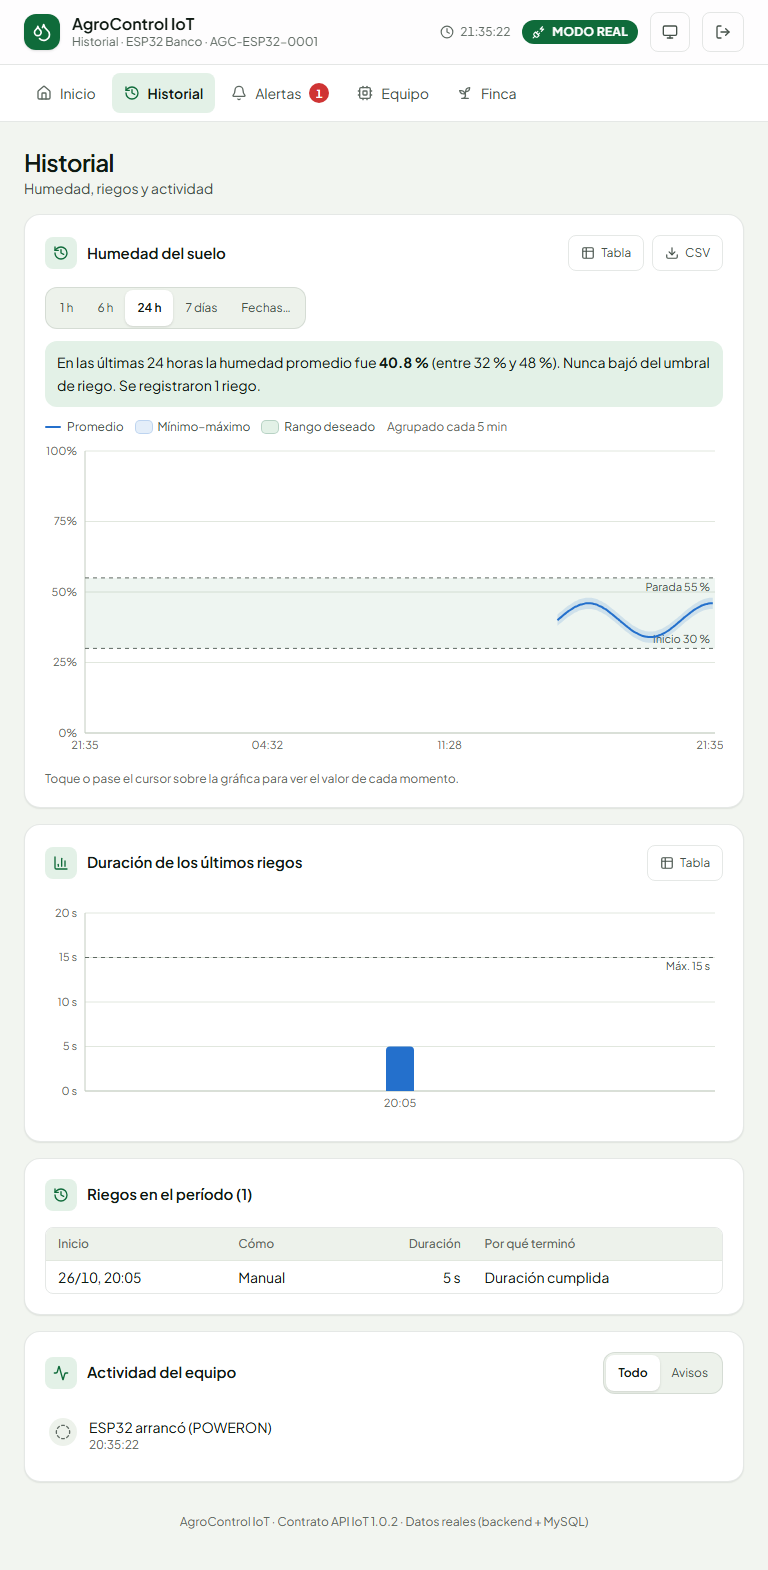 AgroControl IoT
Historial · ESP32 Banco · AGC-ESP32-0001
21:35:22
MODO REAL
Inicio
Historial
Alertas
1
Equipo
Finca
Historial
Humedad, riegos y actividad
Humedad del suelo
Tabla
CSV
1 h
6 h
24 h
7 días
Fechas...
En las últimas 24 horas la humedad promedio fue 40.8 % (entre 32 % y 48 %). Nunca bajó del umbral
de riego. Se registraron 1 riego.
Promedio
Mínimo–máximo
Rango deseado
Agrupado cada 5 min
100%
75%
Parada 55 %
50%
Inicio 30 %
25%
0%
21:35
04:32
11:28
21:35
Toque o pase el cursor sobre la gráfica para ver el valor de cada momento.
Duración de los últimos riegos
Tabla
20 s
15 s
Máx. 15 s
10 s
5 s
0 s
20:05
Riegos en el período (1)
Inicio
Cómo
Duración
Por qué terminó
26/10, 20:05
Manual
5 s
Duración cumplida
Actividad del equipo
Todo
Avisos
ESP32 arrancó (POWERON)
20:35:22
AgroControl IoT · Contrato API IoT 1.0.2 · Datos reales (backend + MySQL)